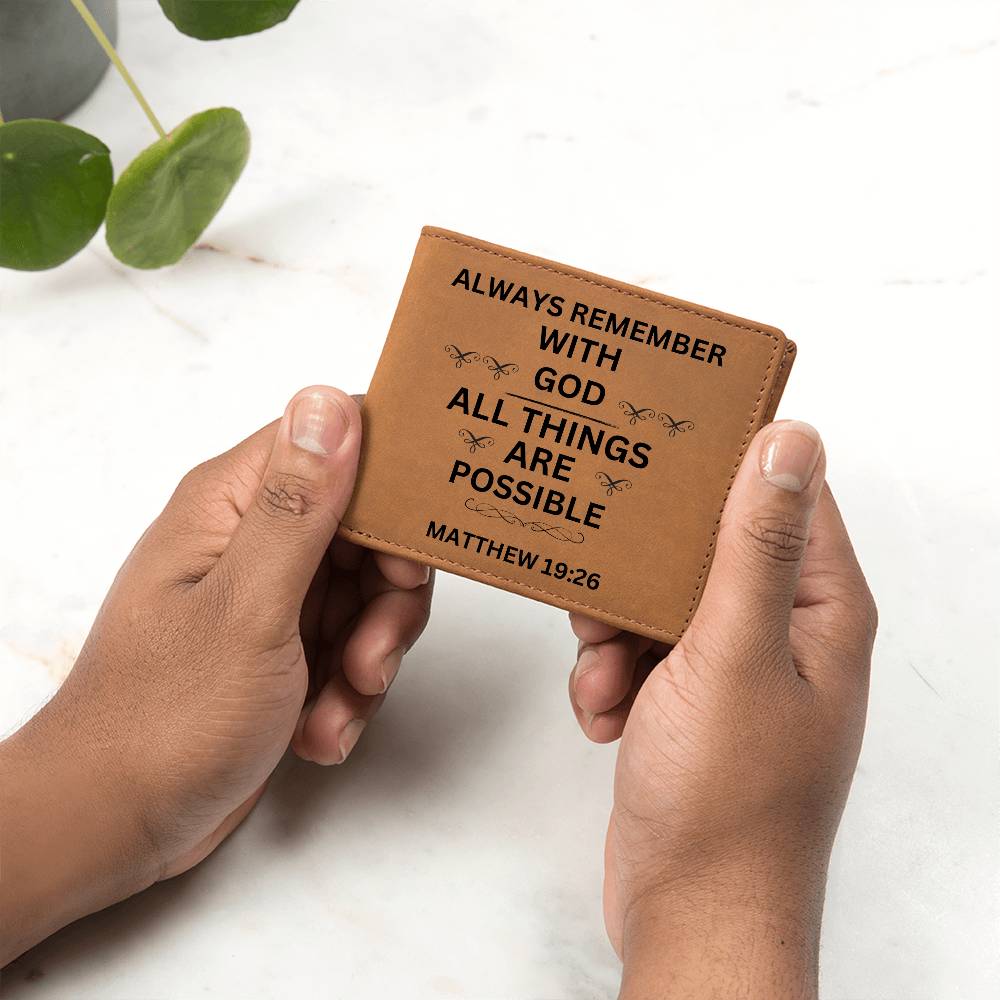 ALWAYS REMEMBER
WITH
GOD
ALL THINGS
ARE
POSSIBLE
MATTHEW 19:26